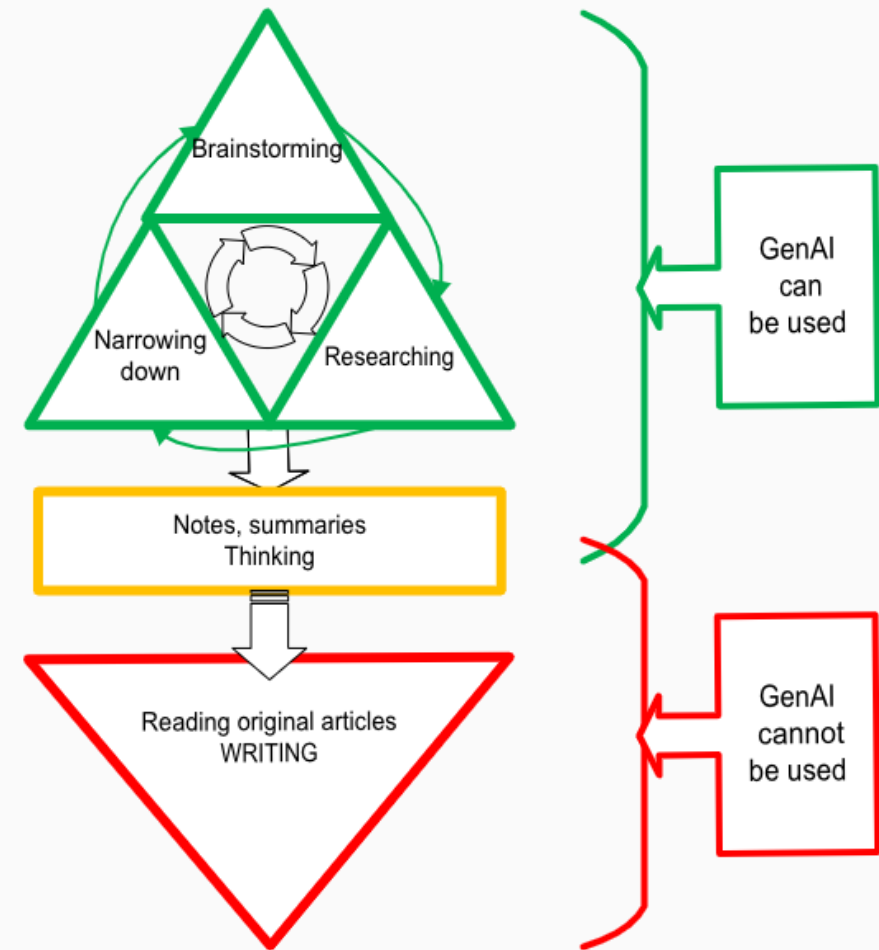 Brainstorming
Narrowing
down
Researching
GenAI
can
be used
Notes, summaries
Thinking
Reading original articles
WRITING
GenAI
cannot
be used